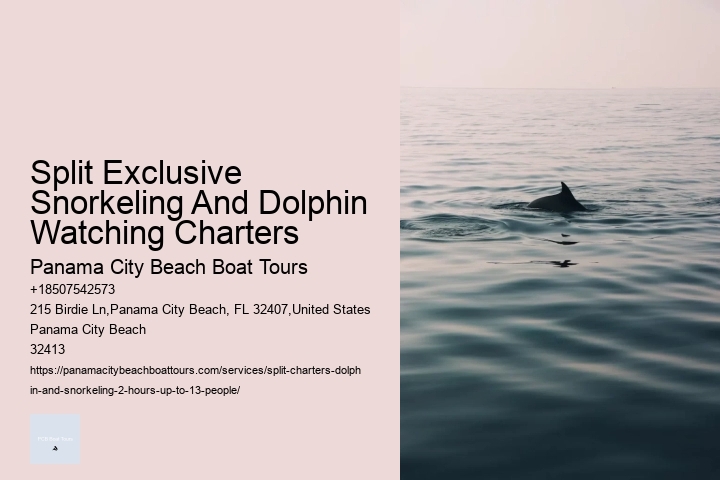 Split Exclusive
Snorkeling And Dolphin
Watching Charters
Panama City Beach Boat Tours
+18507542573
215 Birdie Ln,Panama City Beach, FL 32407,United States
Panama City Beach
32413
https://panamacitybeachboattours.com/services/split-charters-dolph
in-and-snorkeling-2-hours-up-to-13-people/